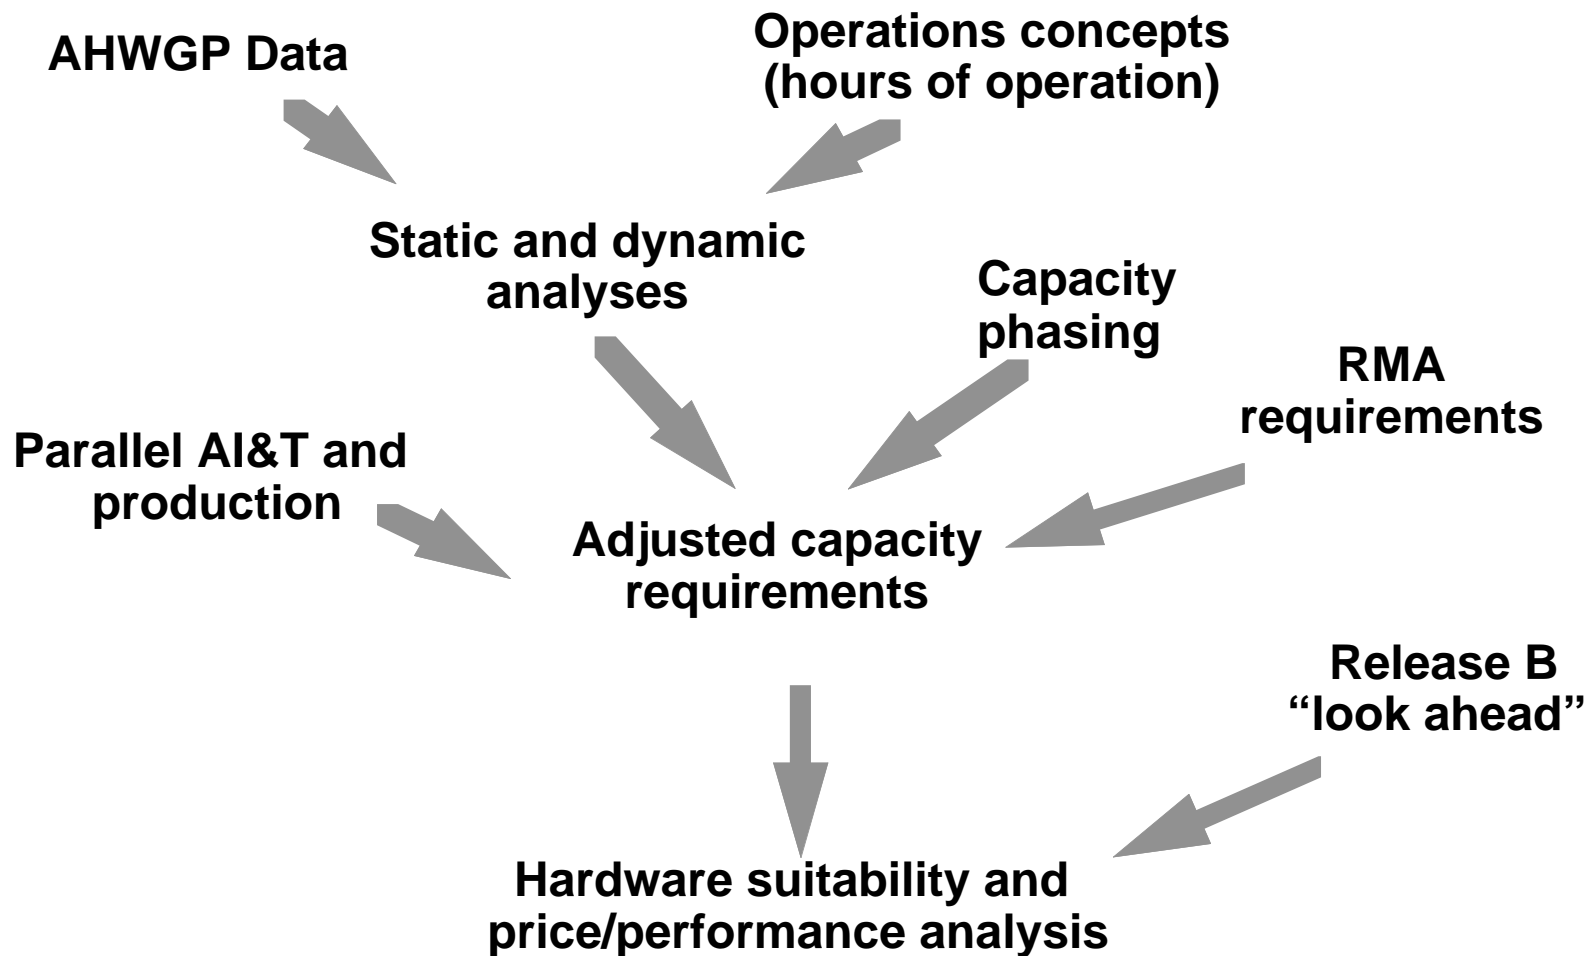 AHWGP Data
Operations concepts
(hours of operation)
Static and dynamic
analyses
Capacity
phasing
RMA
requirements
Parallel AI&T and
production
Adjusted capacity
requirements
Release B
“look ahead”
Hardware suitability and
price/performance analysis